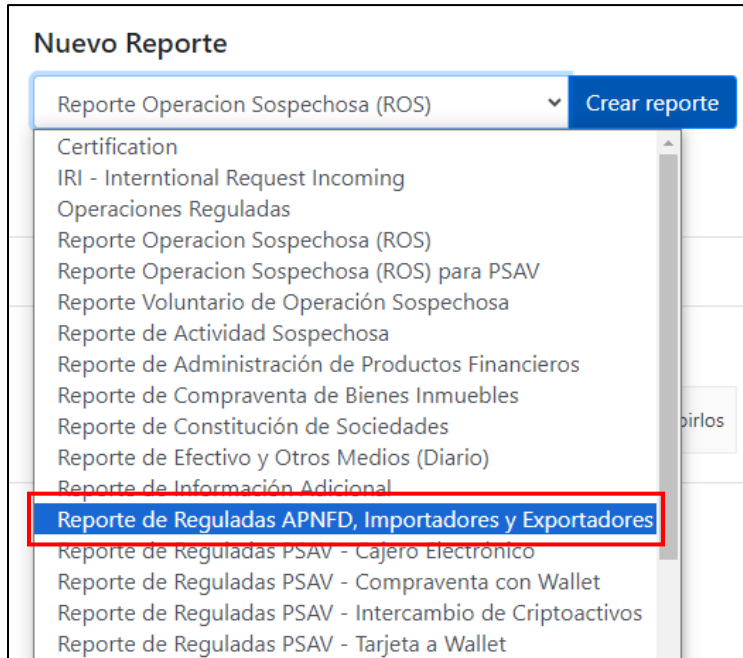 Nuevo Reporte
Reporte Operacion Sospechosa (ROS)
Crear reporte
Certification
IRI - Interntional Request Incoming
Operaciones Reguladas
Reporte Operacion Sospechosa (ROS)
Reporte Operacion Sospechosa (ROS) para PSAV
Reporte Voluntario de Operación Sospechosa
Reporte de Actividad Sospechosa
Reporte de Administración de Productos Financieros
Reporte de Compraventa de Bienes Inmuebles
Reporte de Constitución de Sociedades
Reporte de Efectivo y Otros Medios (Diario)
Reporte de Información Adicional
Reporte de Reguladas APNFD, Importadores y Exportadores
Reporte de Reguladas PSAV - Cajero Electrónico
Reporte de Reguladas PSAV - Compraventa con Wallet
Reporte de Reguladas PSAV - Intercambio de Criptoactivos
Reporte de Reguladas PSAV - Tarjeta a Wallet